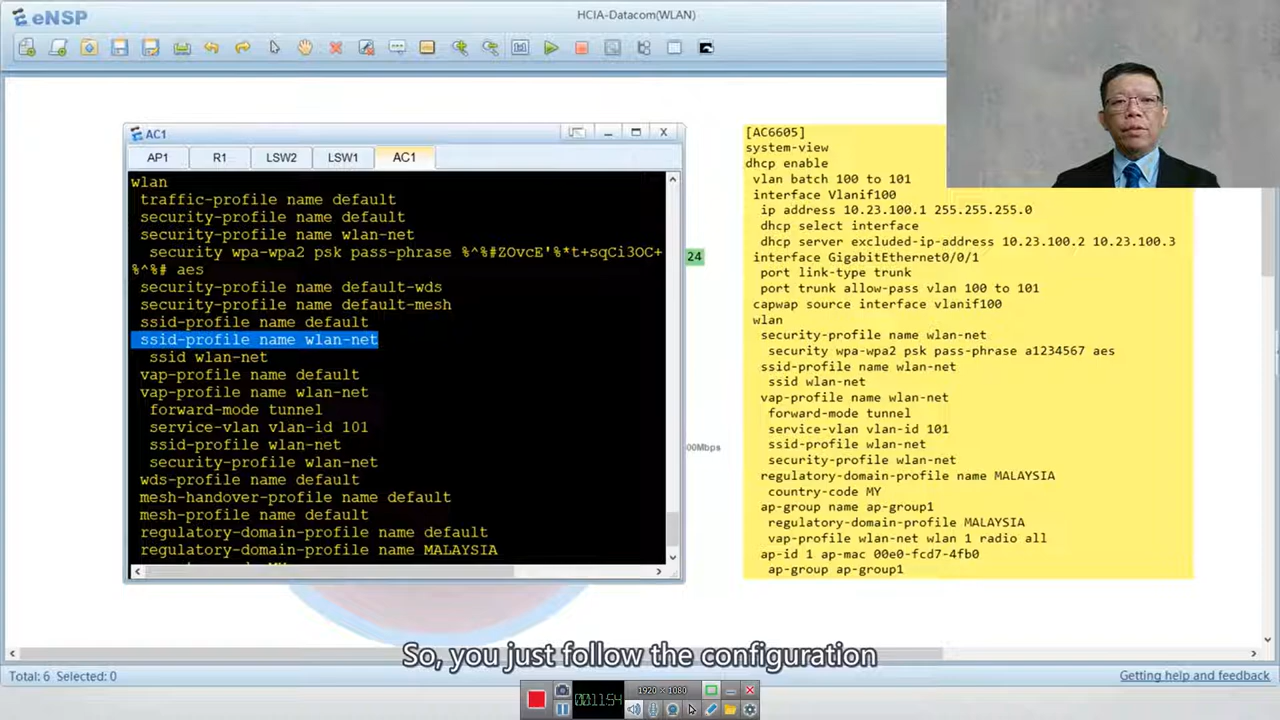 eNSP
HCIA-Datacom(WLAN)
AC1
AP1
R1
LSW2
LSW1
AC1
wlan
traffic-profile name default
security-profile name default
security-profile name wlan-net
security wpa-wpa2 psk pass-phrase %^%#ZOvcE'%*t+sqCi3OC+
%^%# aes
security-profile name default-wds
security-profile name default-mesh
ssid-profile name default
ssid-profile name wlan-net
ssid wlan-net
vap-profile name default
vap-profile name wlan-net
forward-mode tunnel
service-vlan vlan-id 101
ssid-profile wlan-net
security-profile wlan-net
wds-profile name default
mesh-handover-profile name default
mesh-profile name default
regulatory-domain-profile name default
regulatory-domain-profile name MALAYSIA
24
00Mbps
[AC6605]
system-view
dhcp enable
vlan batch 100 to 101
interface Vlanif100
ip address 10.23.100.1 255.255.255.0
dhcp select interface
dhcp server excluded-ip-address 10.23.100.2 10.23.100.3
interface GigabitEthernet0/0/1
port link-type trunk
port trunk allow-pass vlan 100 to 101
capwap source interface vlanif100
wlan
security-profile name wlan-net
security wpa-wpa2 psk pass-phrase a1234567 aes
ssid-profile name wlan-net
ssid wlan-net
vap-profile name wlan-net
forward-mode tunnel
service-vlan vlan-id 101
ssid-profile wlan-net
security-profile wlan-net
regulatory-domain-profile name MALAYSIA
country-code MY
ap-group name ap-group1
regulatory-domain-profile MALAYSIA
vap-profile wlan-net wlan 1 radio all
ap-id 1 ap-mac 00e0-fcd7-4fb0
ap-group ap-group1
So, you just follow the configuration
Total: 6 Selected: 0
Getting help and feedback
1920 × 1080